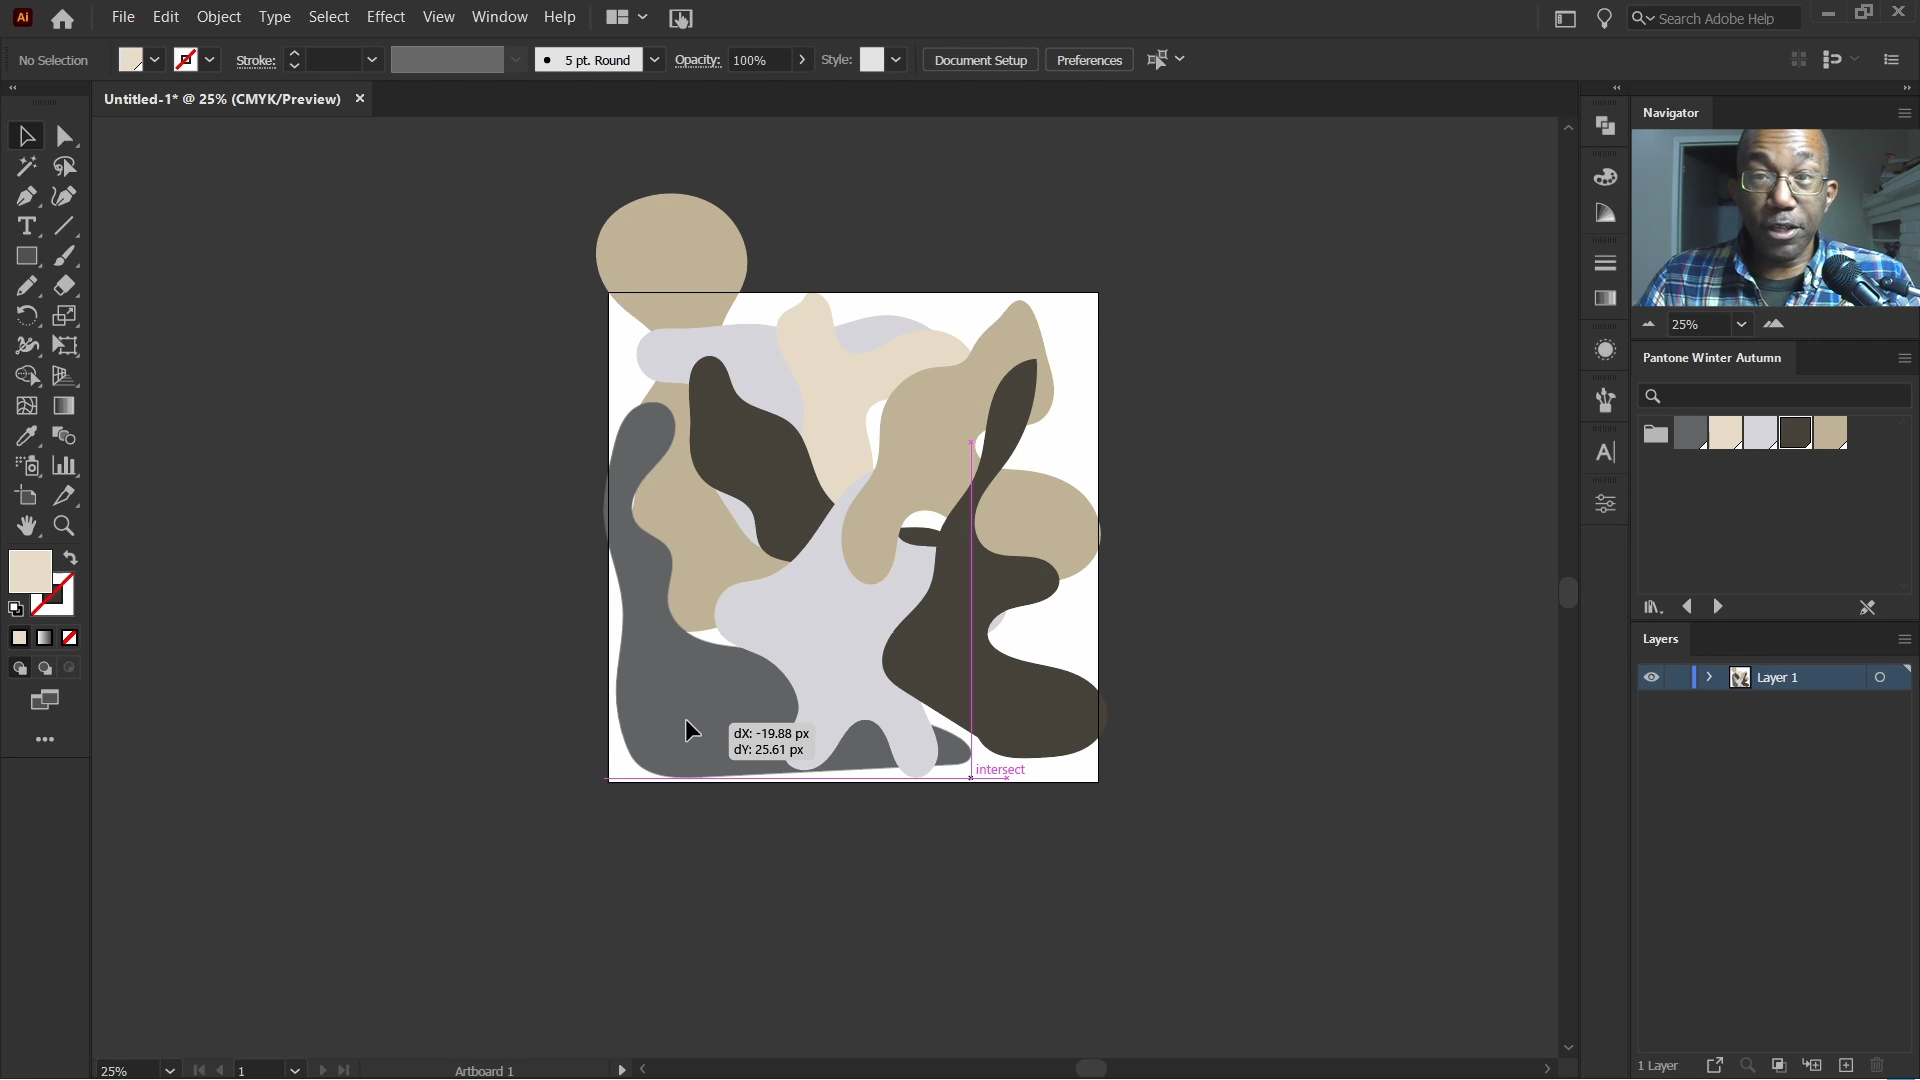 Ai File Edit Object Type Select Effect View Window Help Search Adobe Help
No Selection Stroke: 5 pt. Round Opacity: 100% Style: Document Setup Preferences
Untitled-1* @ 25% (CMYK/Preview)
Navigator
25%
Pantone Winter Autumn
Layers
Layer 1
dX: -19.88 px
dY: 25.61 px
intersect
25% 1 Artboard 1
1 Layer